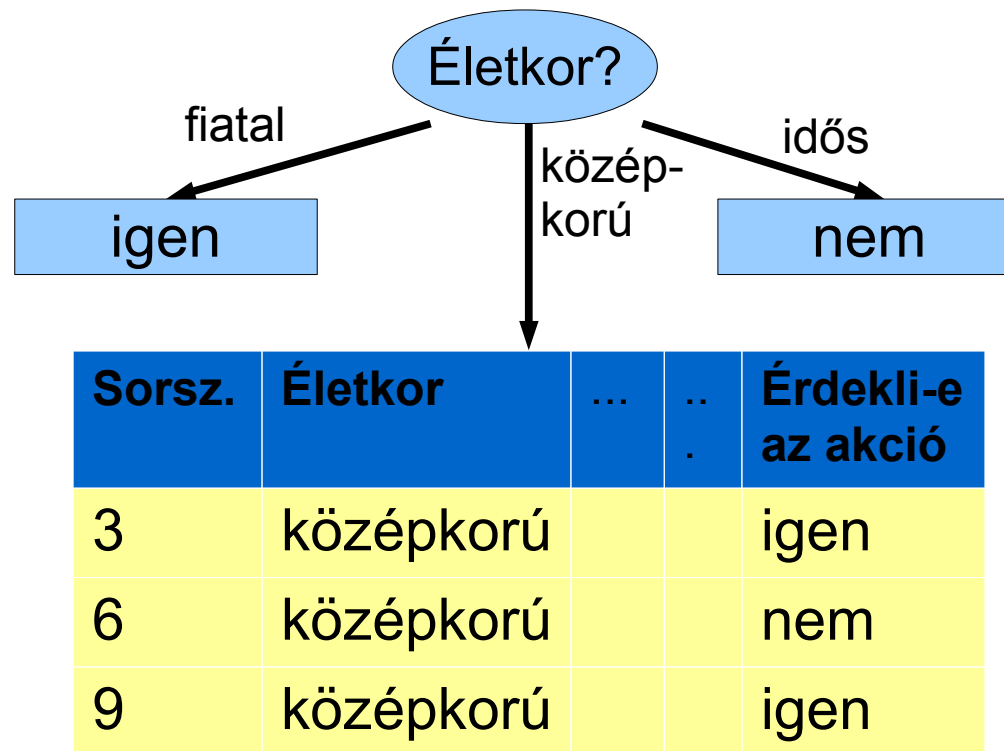 Életkor?
fiatal
közép-
korú
idős
igen
nem
Sorsz. Életkor ... .. Érdekli-e
. az akció
3 középkorú igen
6 középkorú nem
9 középkorú igen